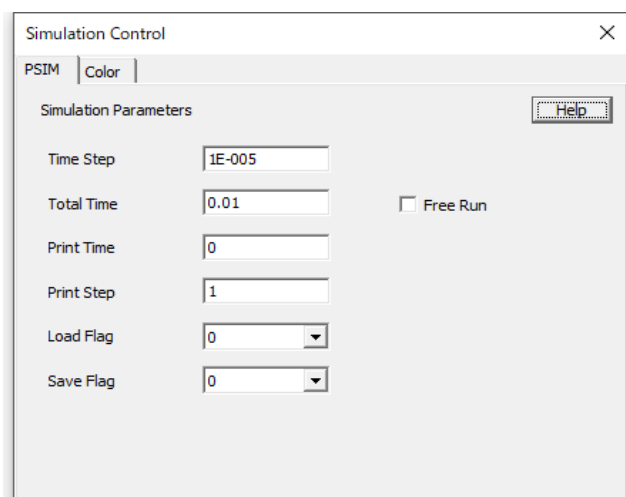 Simulation Control
PSIM Color
Simulation Parameters Help
Time Step 1E-005
Total Time 0.01 Free Run
Print Time 0
Print Step 1
Load Flag 0
Save Flag 0